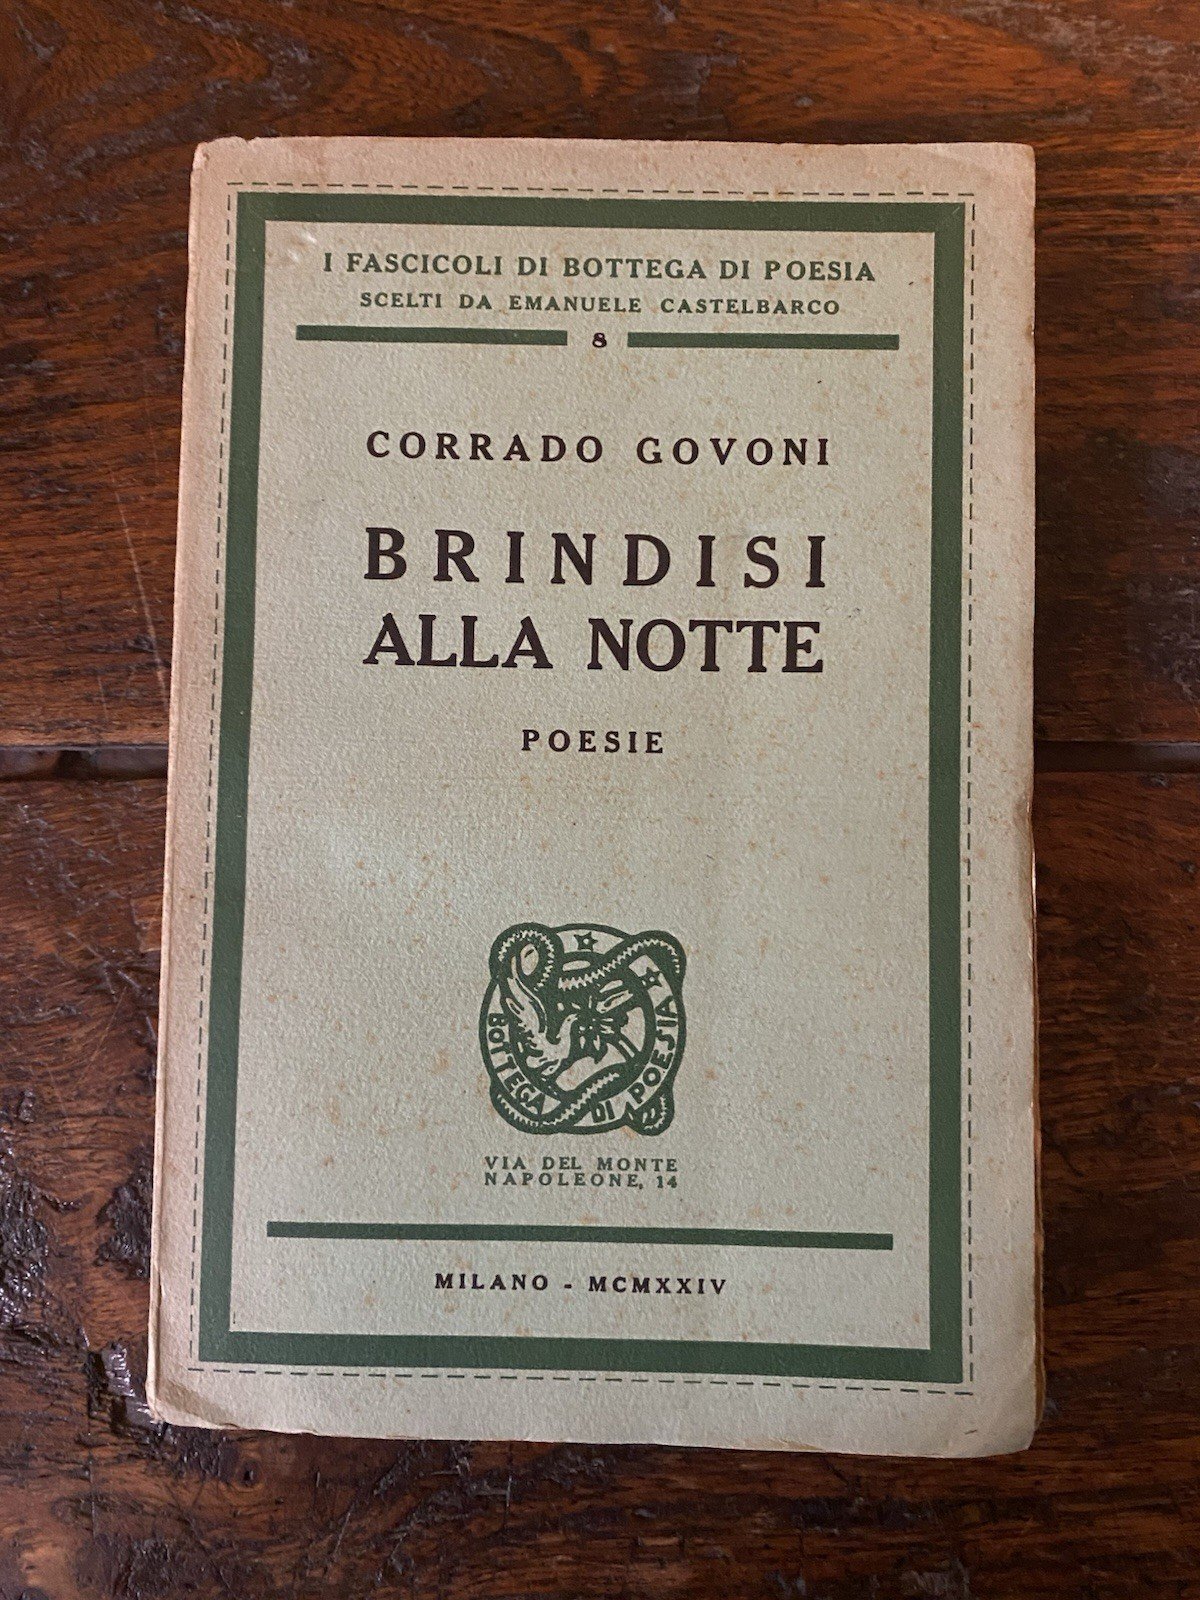 I FASCICOLI DI BOTTEGA DI POESIA
SCELTI DA EMANUELE CASTELBARCO
8
CORRADO GOVONI
BRINDISI
ALLA NOTTE
POESIE
BOTTEGA DI POESIA
VIA DEL MONTE
NAPOLEONE, 14
MILANO - MCMXXIV